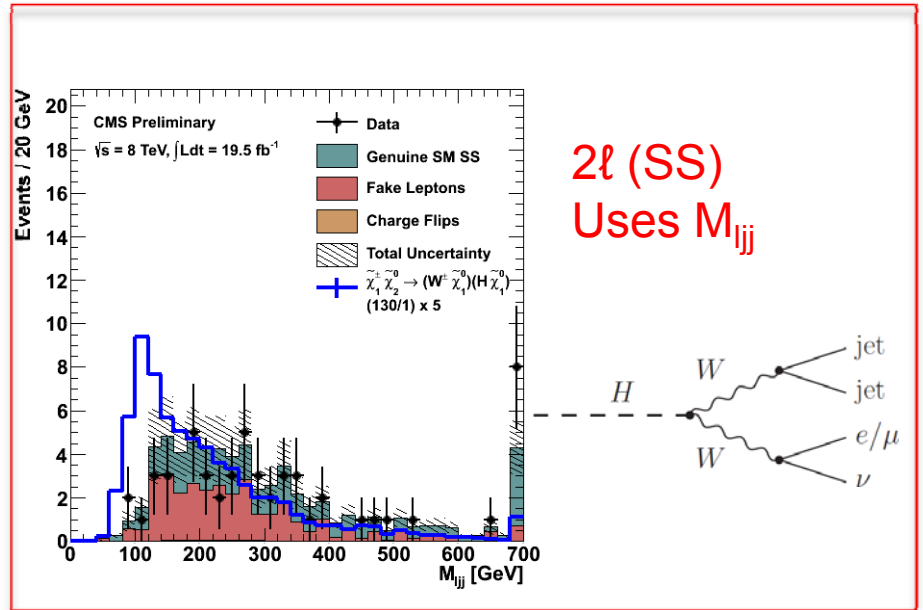 Events / 20 GeV
20
18
16
14
12
10
8
6
4
2
0
CMS Preliminary
√s = 8 TeV, ∫Ldt = 19.5 fb⁻¹
Data
Genuine SM SS
Fake Leptons
Charge Flips
Total Uncertainty
χ̃₁± χ̃₂⁰ → (W± χ̃₁⁰)(H χ̃₁⁰)
(130/1) x 5
0 100 200 300 400 500 600 700
M_ljj [GeV]
2ℓ (SS)
Uses M_ljj
H
W
W
jet
jet
e/μ
ν